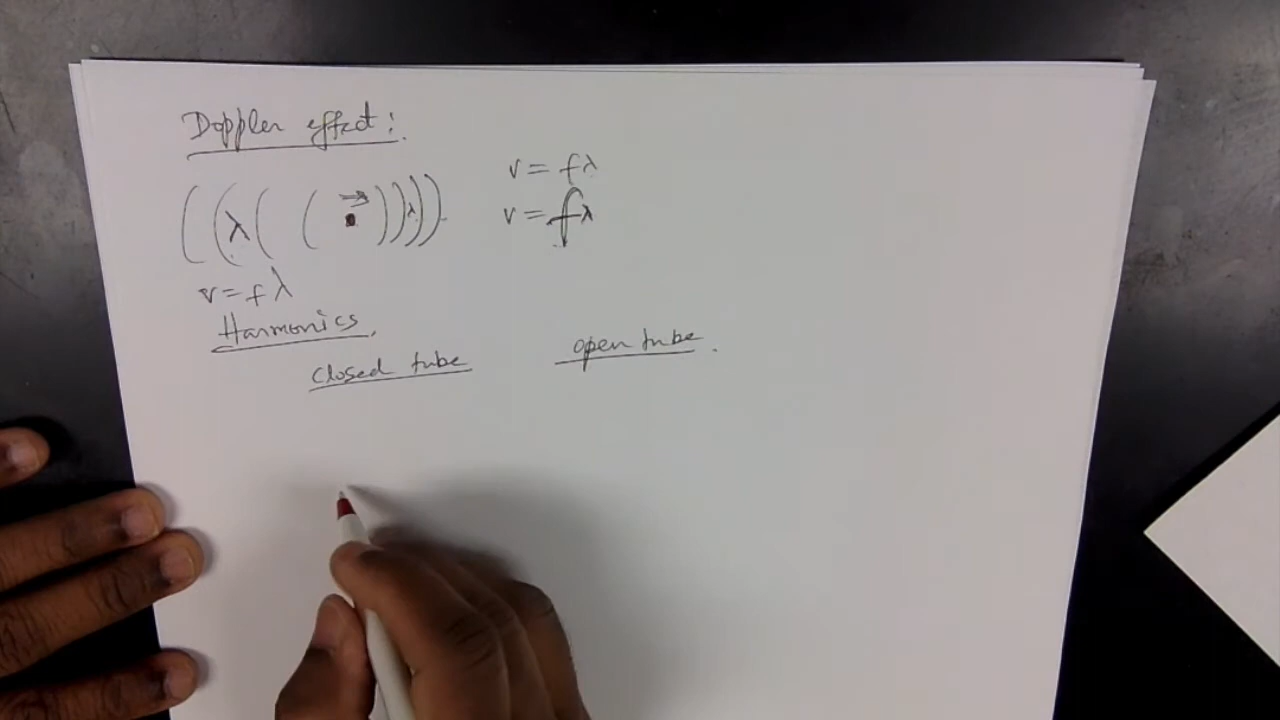 Doppler effect:
( ( λ ( ( → ) ) ) λ ) )
v = fλ
v = fλ
v = fλ
Harmonics.
closed tube
open tube.